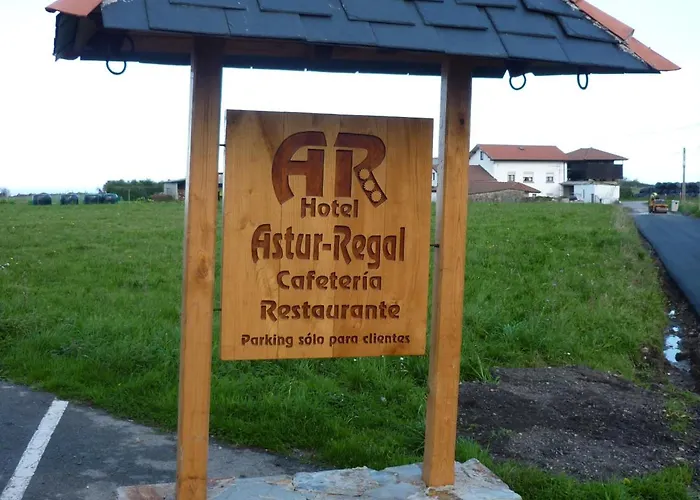 AR
Hotel
Astur-Regal
Cafetería
Restaurante
Parking sólo para clientes